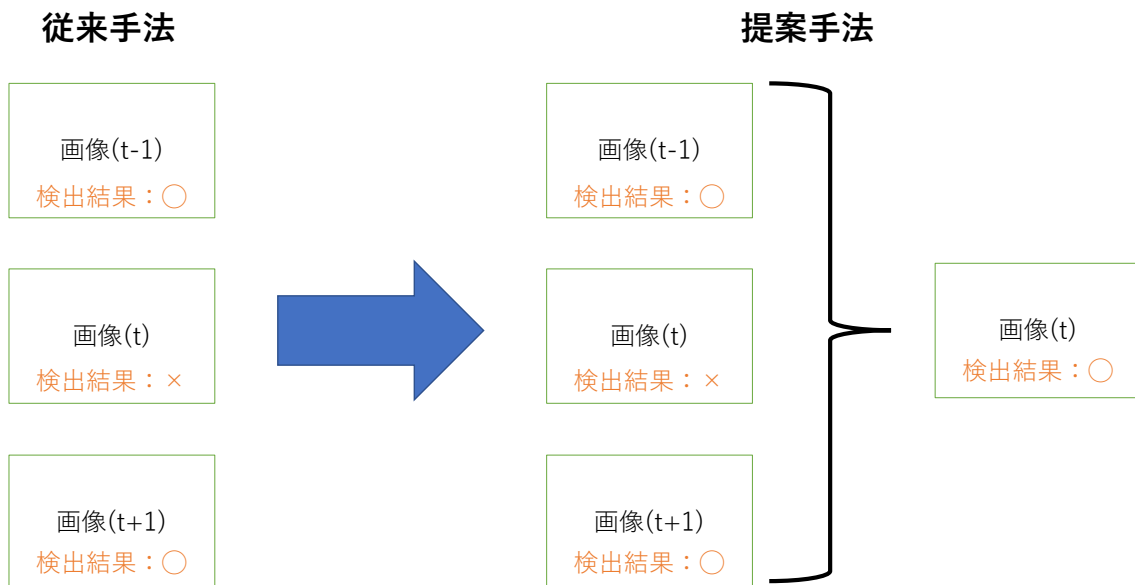 従来手法
画像(t-1)
検出結果：○
画像(t)
検出結果：×
画像(t+1)
検出結果：○
提案手法
画像(t-1)
検出結果：○
画像(t)
検出結果：×
画像(t+1)
検出結果：○
画像(t)
検出結果：○